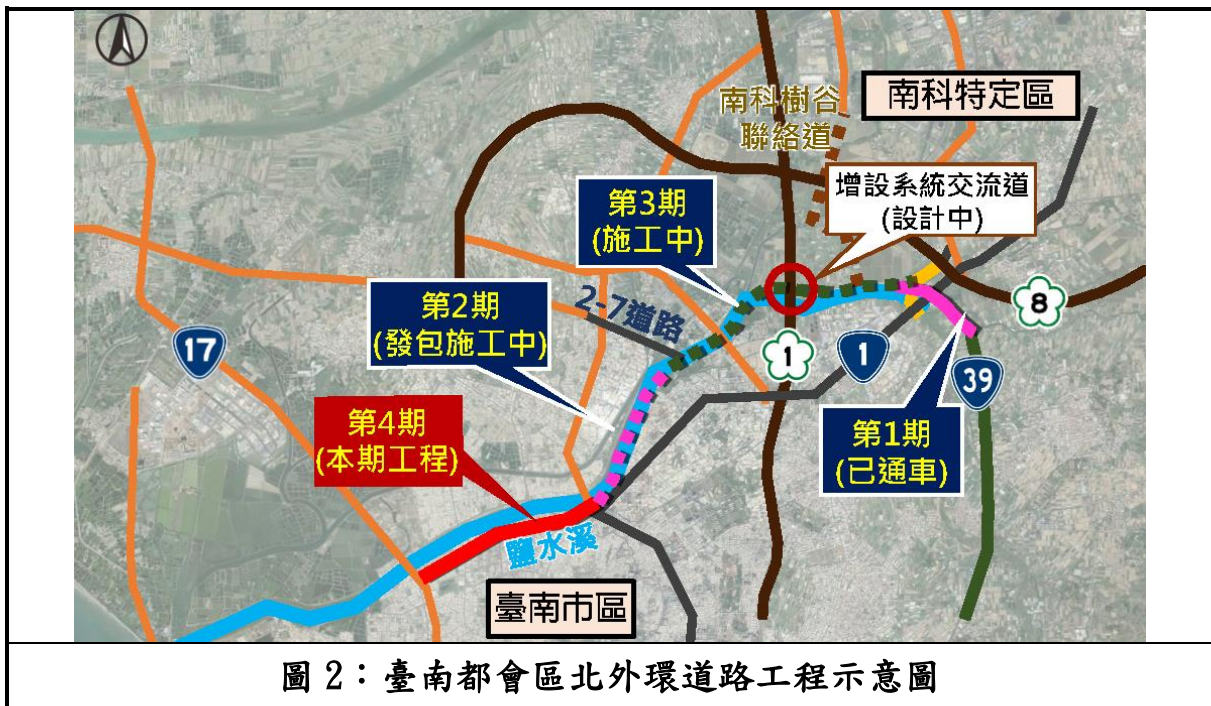 南科樹谷
聯絡道
南科特定區
增設系統交流道
(設計中)
第3期
(施工中)
第2期
(發包施工中)
2-7道路
8
17
1
1
39
第4期
(本期工程)
第1期
(已通車)
鹽水溪
臺南市區
圖 2：臺南都會區北外環道路工程示意圖